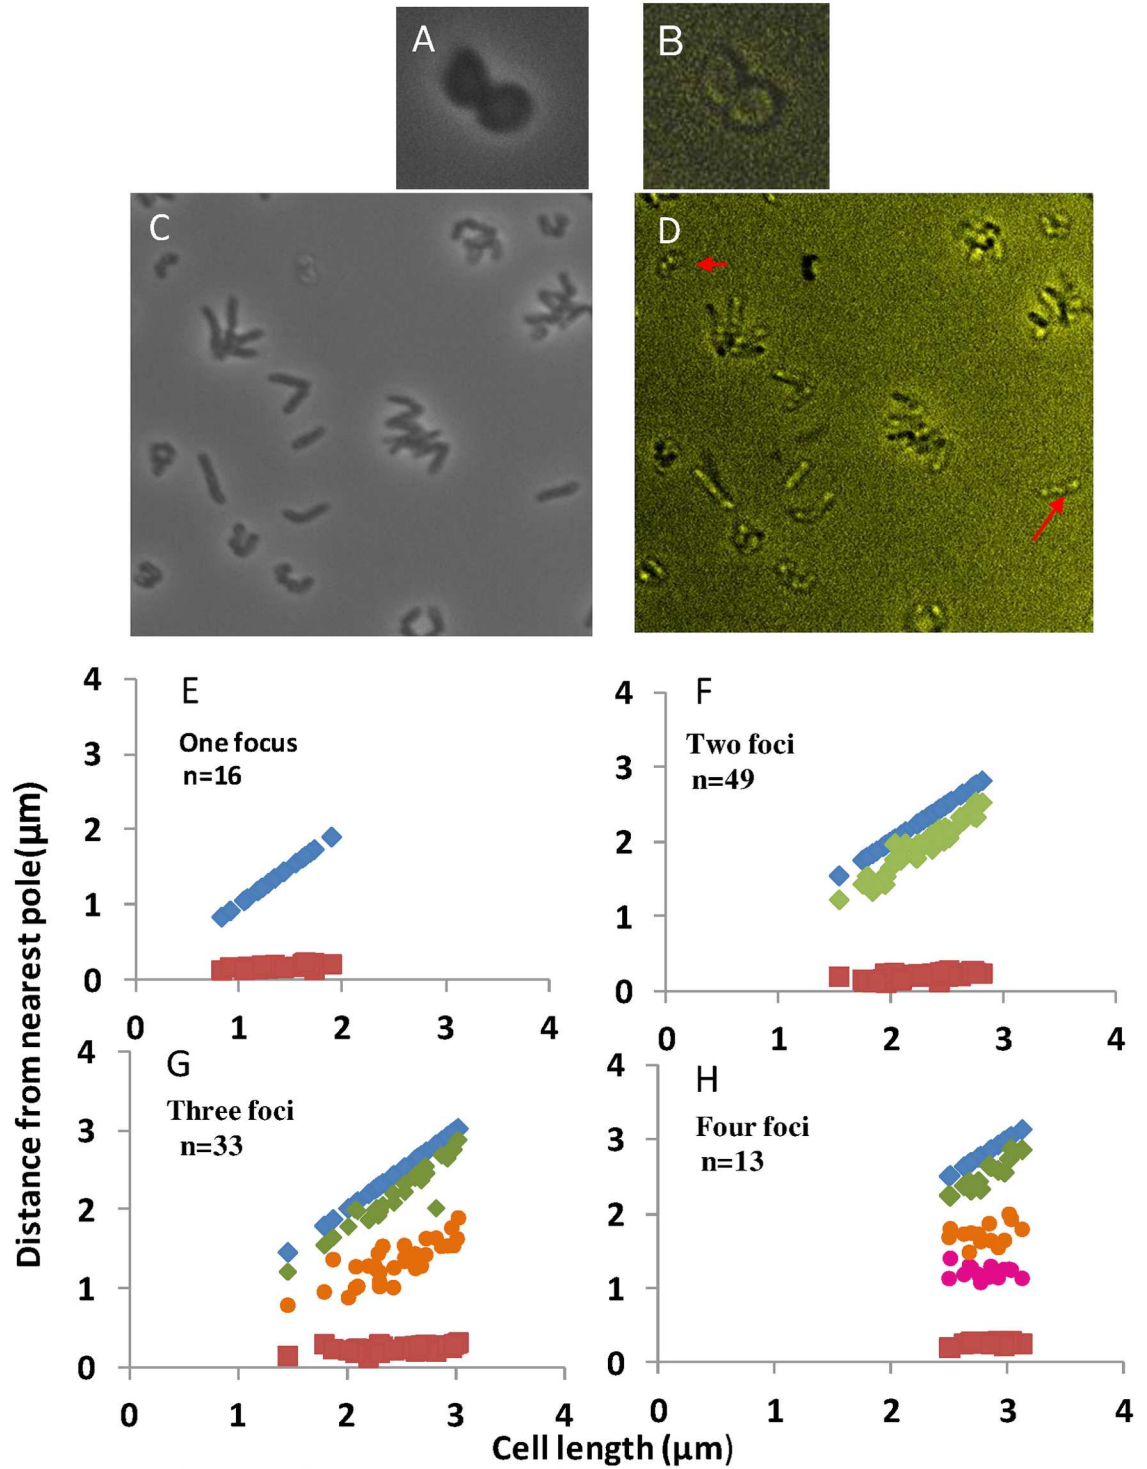 A
B
C
D
Distance from nearest pole(µm)
4
3
2
1
0
E
One focus
n=16
0 1 2 3 4
4
3
2
1
0
F
Two foci
n=49
0 1 2 3 4
4
3
2
1
0
G
Three foci
n=33
0 1 2 3 4
4
3
2
1
0
H
Four foci
n=13
0 1 2 3 4
Cell length (µm)